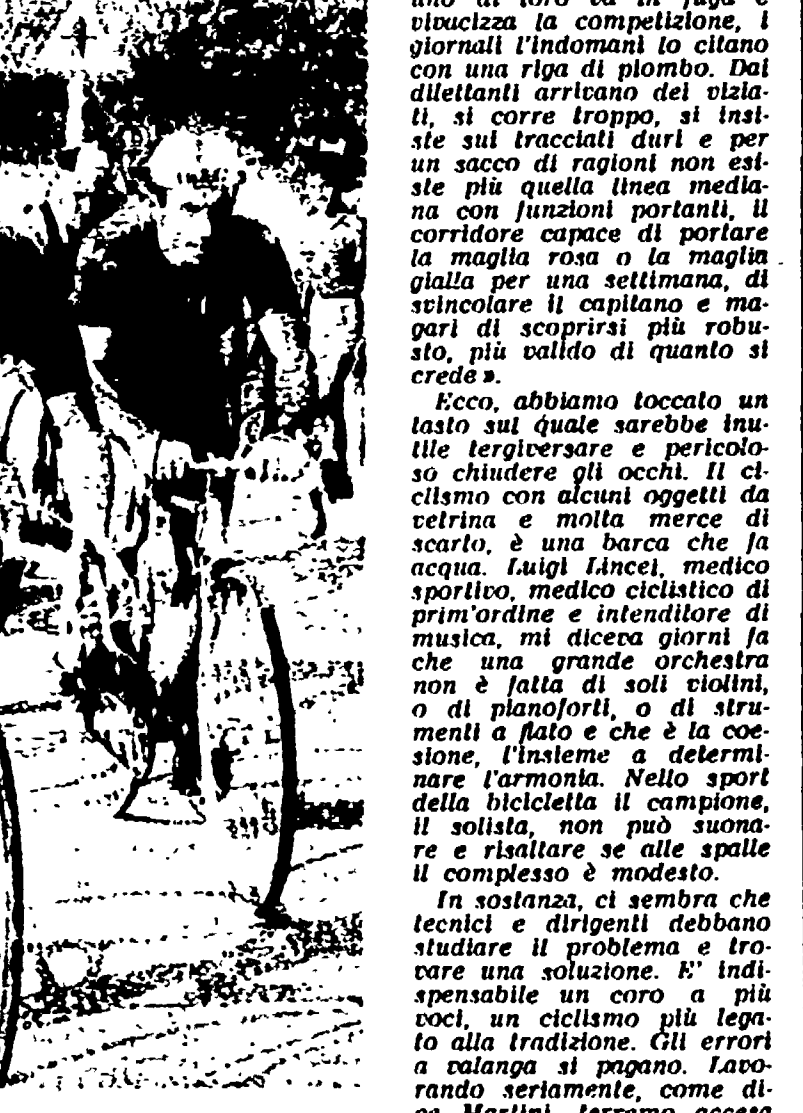 uno di loro va in fuga e
vivacizza la competizione, i
giornali l'indomani lo citano
con una riga di piombo. Dai
dilettanti arrivano dei vizia-
ti, si corre troppo, si insi-
ste sui tracciati duri e per
un sacco di ragioni non esi-
ste più quella linea media-
na con funzioni portanti, il
corridore capace di portare
la maglia rosa o la maglia
gialla per una settimana, di
svincolare il capitano e ma-
gari di scoprirsi più robu-
sto, più valido di quanto si
crede».
Ecco, abbiamo toccato un
tasto sul quale sarebbe inu-
tile tergiversare e pericolo-
so chiudere gli occhi. Il ci-
clismo con alcuni oggetti da
vetrina e molta merce di
scarto, è una barca che fa
acqua. Luigi Lincei, medico
sportivo, medico ciclistico di
prim'ordine e intenditore di
musica, mi diceva giorni fa
che una grande orchestra
non è fatta di soli violini,
o di pianoforti, o di stru-
menti a fiato e che è la coe-
sione, l'insieme a determi-
nare l'armonia. Nello sport
della bicicletta il campione,
il solista, non può suona-
re e risaltare se alle spalle
il complesso è modesto.
In sostanza, ci sembra che
tecnici e dirigenti debbano
studiare il problema e tro-
vare una soluzione. E' indi-
spensabile un coro a più
voci, un ciclismo più lega-
to alla tradizione. Gli errori
a valanga si pagano. Lavo-
rando seriamente, come di-
ce Martini, terremo accesa